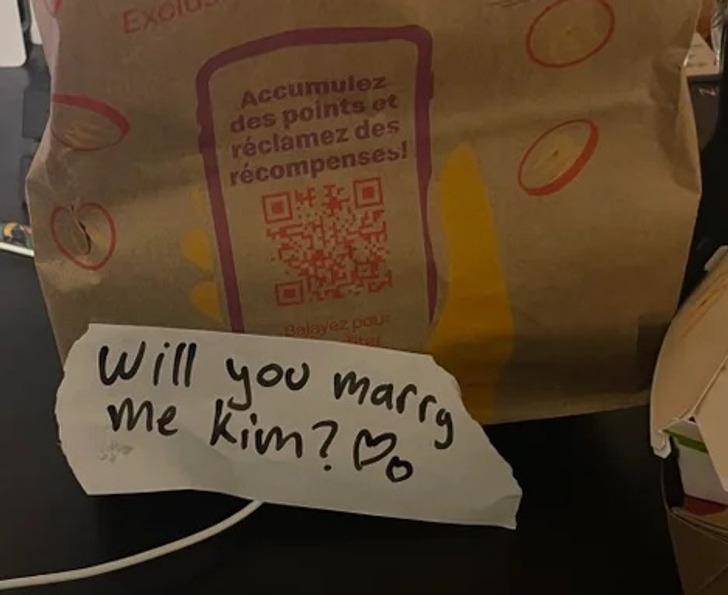 Accumulez
des points et
réclamez des
récompenses!
Will you marry
me Kim?